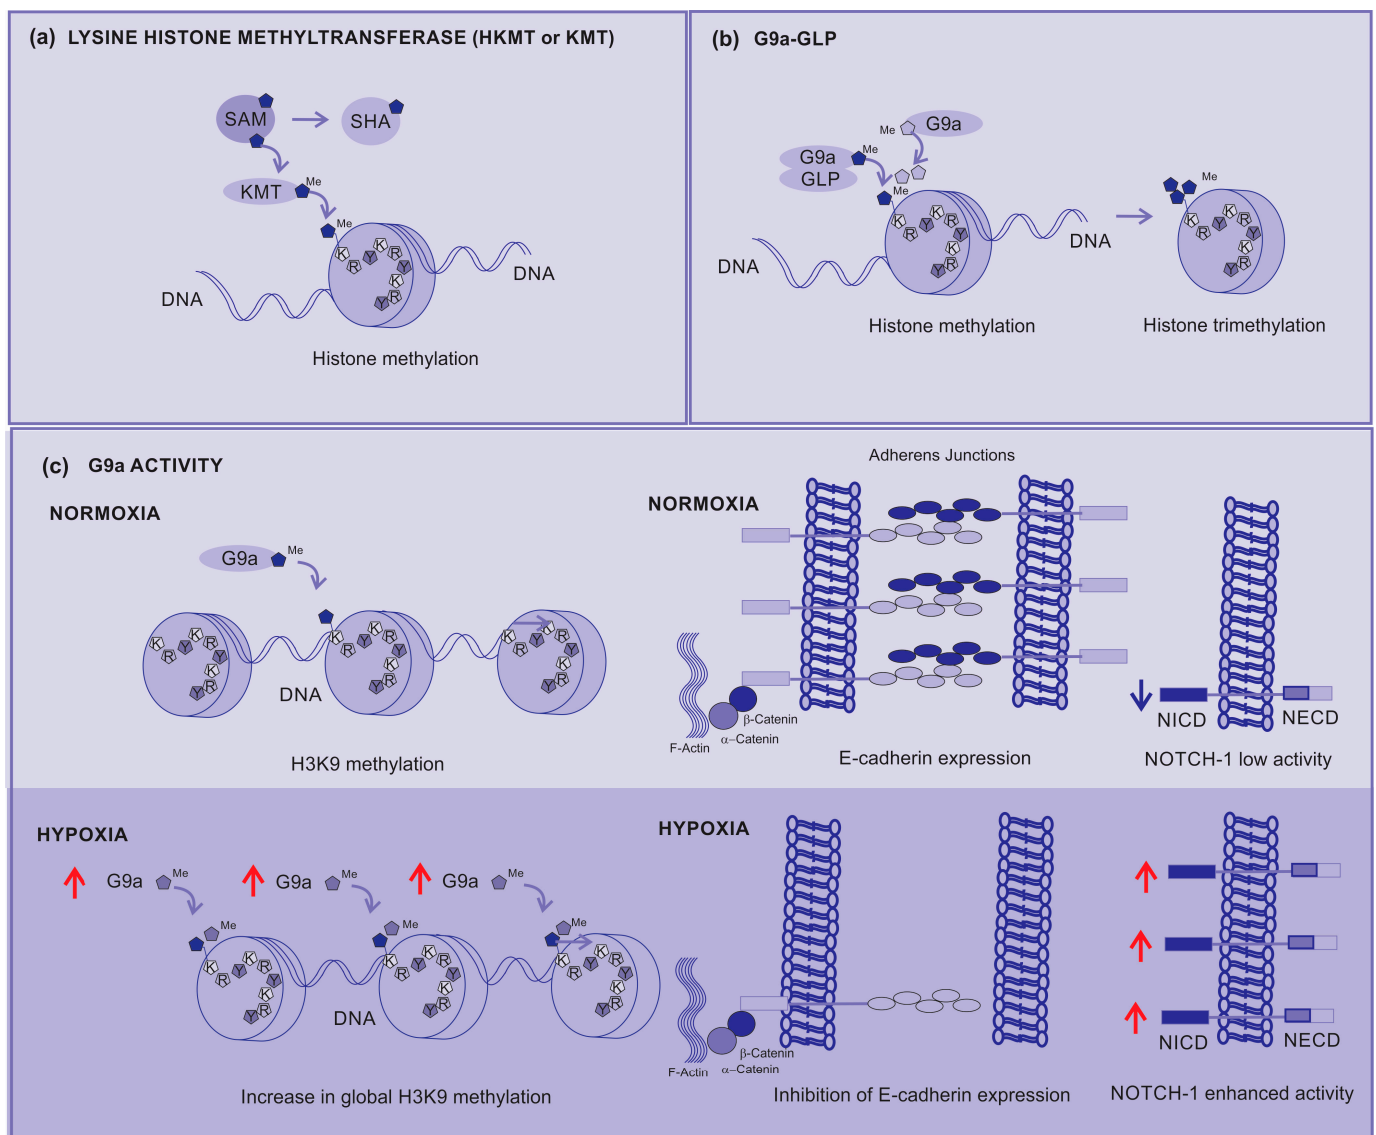 (a) LYSINE HISTONE METHYLTRANSFERASE (HKMT or KMT)
SAM
SHA
KMT
Me
Me
K
R
Y
K
R
Y
K
R
Y
DNA
DNA
Histone methylation
(b) G9a-GLP
Me
G9a
G9a
Me
GLP
Me
K
R
Y
K
R
Y
K
R
Y
DNA
DNA
Histone methylation
Me
K
R
Y
K
R
Y
K
R
Y
Histone trimethylation
(c) G9a ACTIVITY
NORMOXIA
G9a
Me
K
R
Y
K
R
Y
K
R
Y
K
R
Y
K
R
Y
K
R
Y
K
R
Y
K
R
Y
K
R
Y
DNA
H3K9 methylation
Adherens Junctions
NORMOXIA
β-Catenin
α–Catenin
F-Actin
E-cadherin expression
NICD
NECD
NOTCH-1 low activity
HYPOXIA
G9a
Me
G9a
Me
G9a
Me
Me
Me
Me
K
R
Y
K
R
Y
K
R
Y
K
R
Y
K
R
Y
K
R
Y
K
R
Y
K
R
Y
K
R
Y
DNA
Increase in global H3K9 methylation
HYPOXIA
β-Catenin
α–Catenin
F-Actin
Inhibition of E-cadherin expression
NICD
NECD
NOTCH-1 enhanced activity